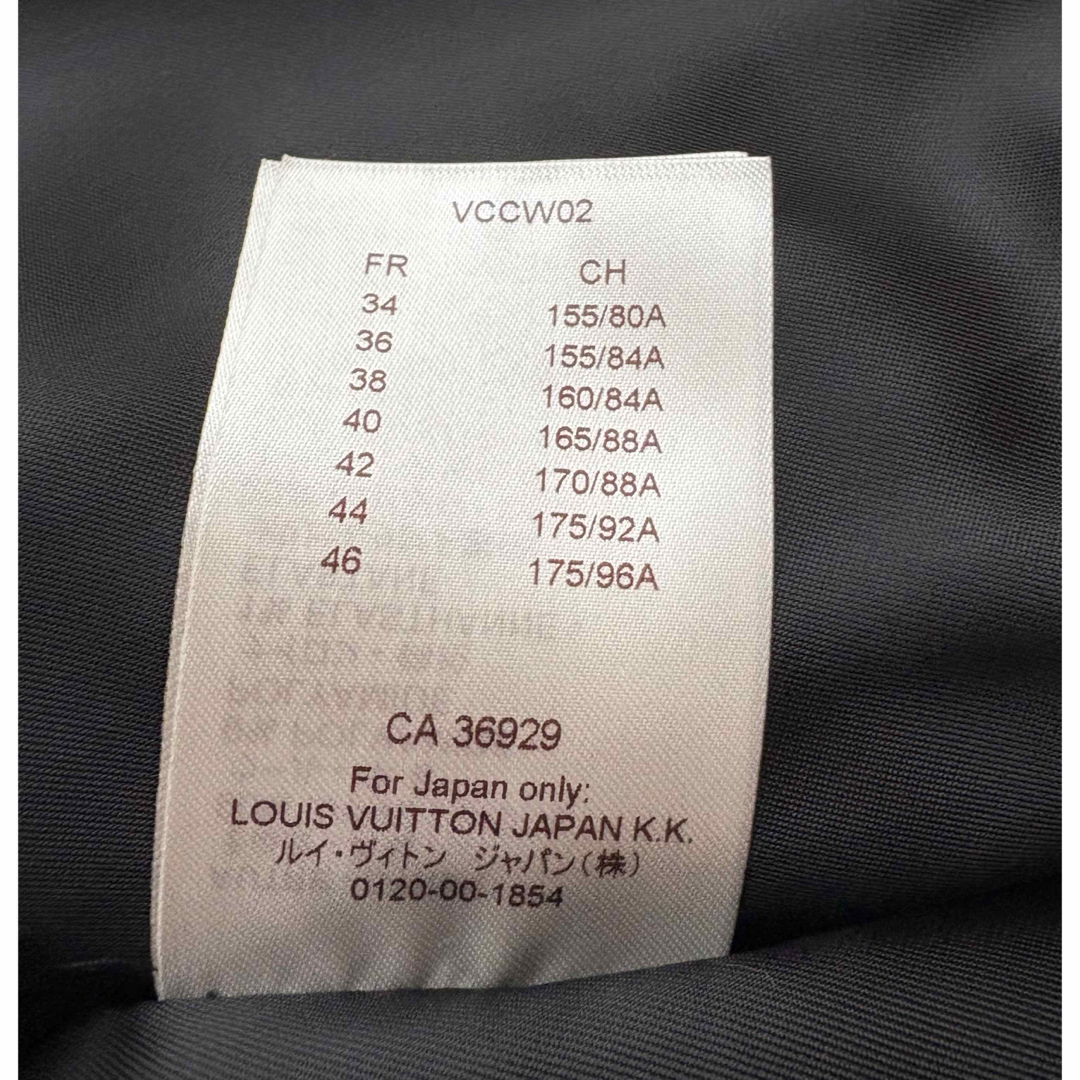 VCCW02
FR CH
34 155/80A
36 155/84A
38 160/84A
40 165/88A
42 170/88A
44 175/92A
46 175/96A
CA 36929
For Japan only:
LOUIS VUITTON JAPAN K.K.
ルイ・ヴィトン ジャパン(株)
0120-00-1854